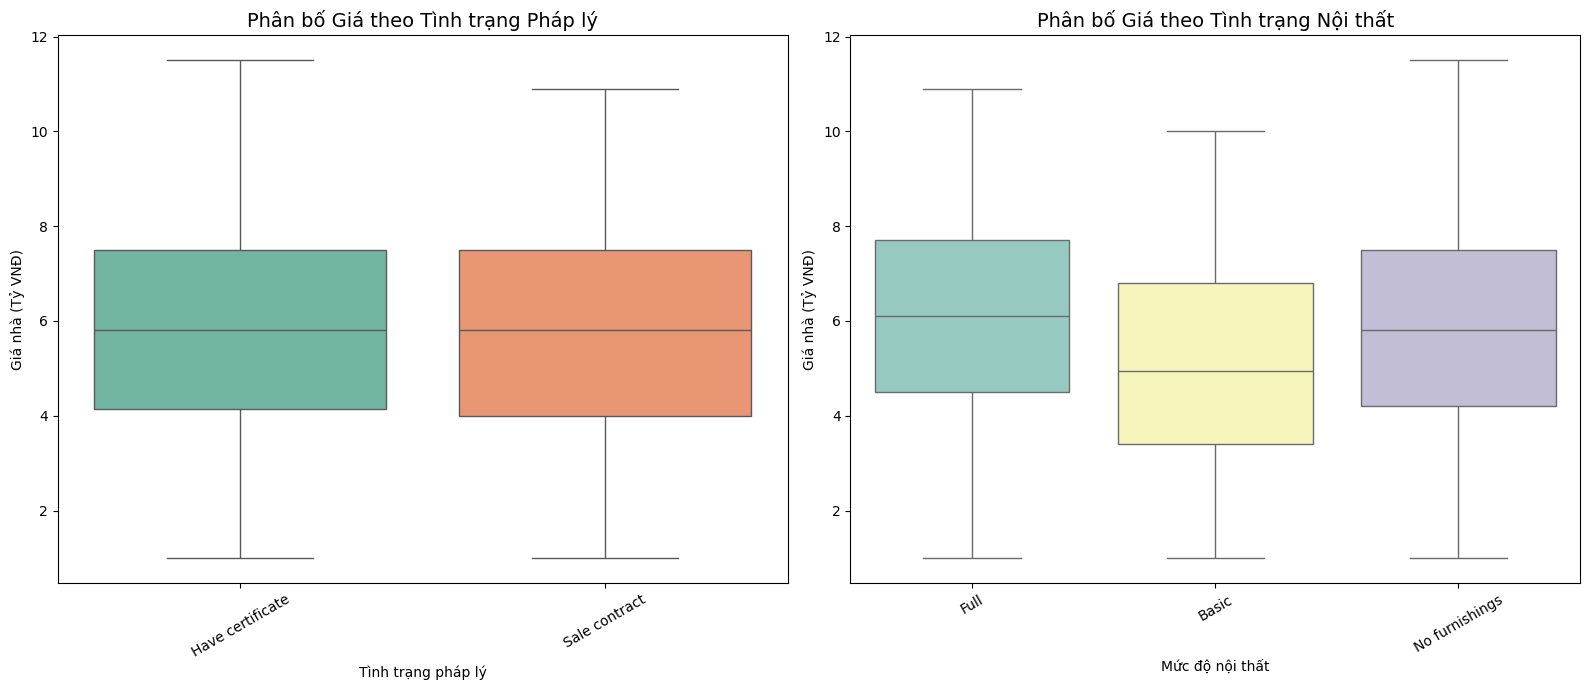 Phân bố Giá theo Tình trạng Pháp lý
12
10
8
6
4
2
Giá nhà (Tỷ VNĐ)
Have certificate
Sale contract
Tình trạng pháp lý
Phân bố Giá theo Tình trạng Nội thất
12
10
8
6
4
2
Giá nhà (Tỷ VNĐ)
Full
Basic
No furnishings
Mức độ nội thất